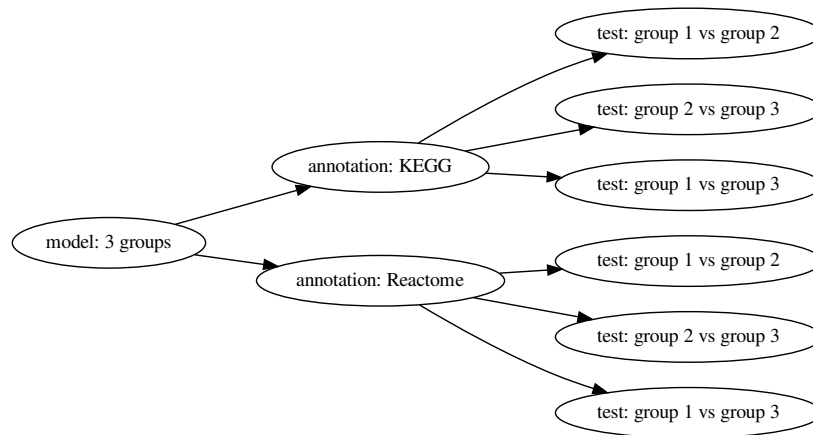 test: group 1 vs group 2
test: group 2 vs group 3
annotation: KEGG
test: group 1 vs group 3
model: 3 groups
test: group 1 vs group 2
annotation: Reactome
test: group 2 vs group 3
test: group 1 vs group 3